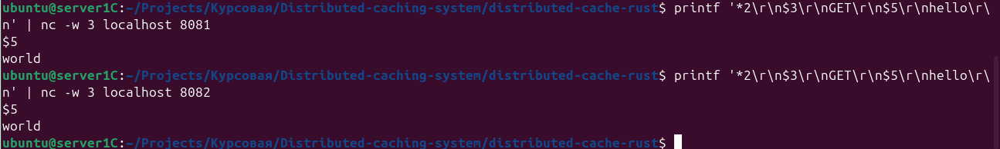 ubuntu@server1C:~/Projects/Курсовая/Distributed-caching-system/distributed-cache-rust$ printf '*2\r\n$3\r\nGET\r\n$5\r\nhello\r\
n' | nc -w 3 localhost 8081
$5
world
ubuntu@server1C:~/Projects/Курсовая/Distributed-caching-system/distributed-cache-rust$ printf '*2\r\n$3\r\nGET\r\n$5\r\nhello\r\
n' | nc -w 3 localhost 8082
$5
world
ubuntu@server1C:~/Projects/Курсовая/Distributed-caching-system/distributed-cache-rust$